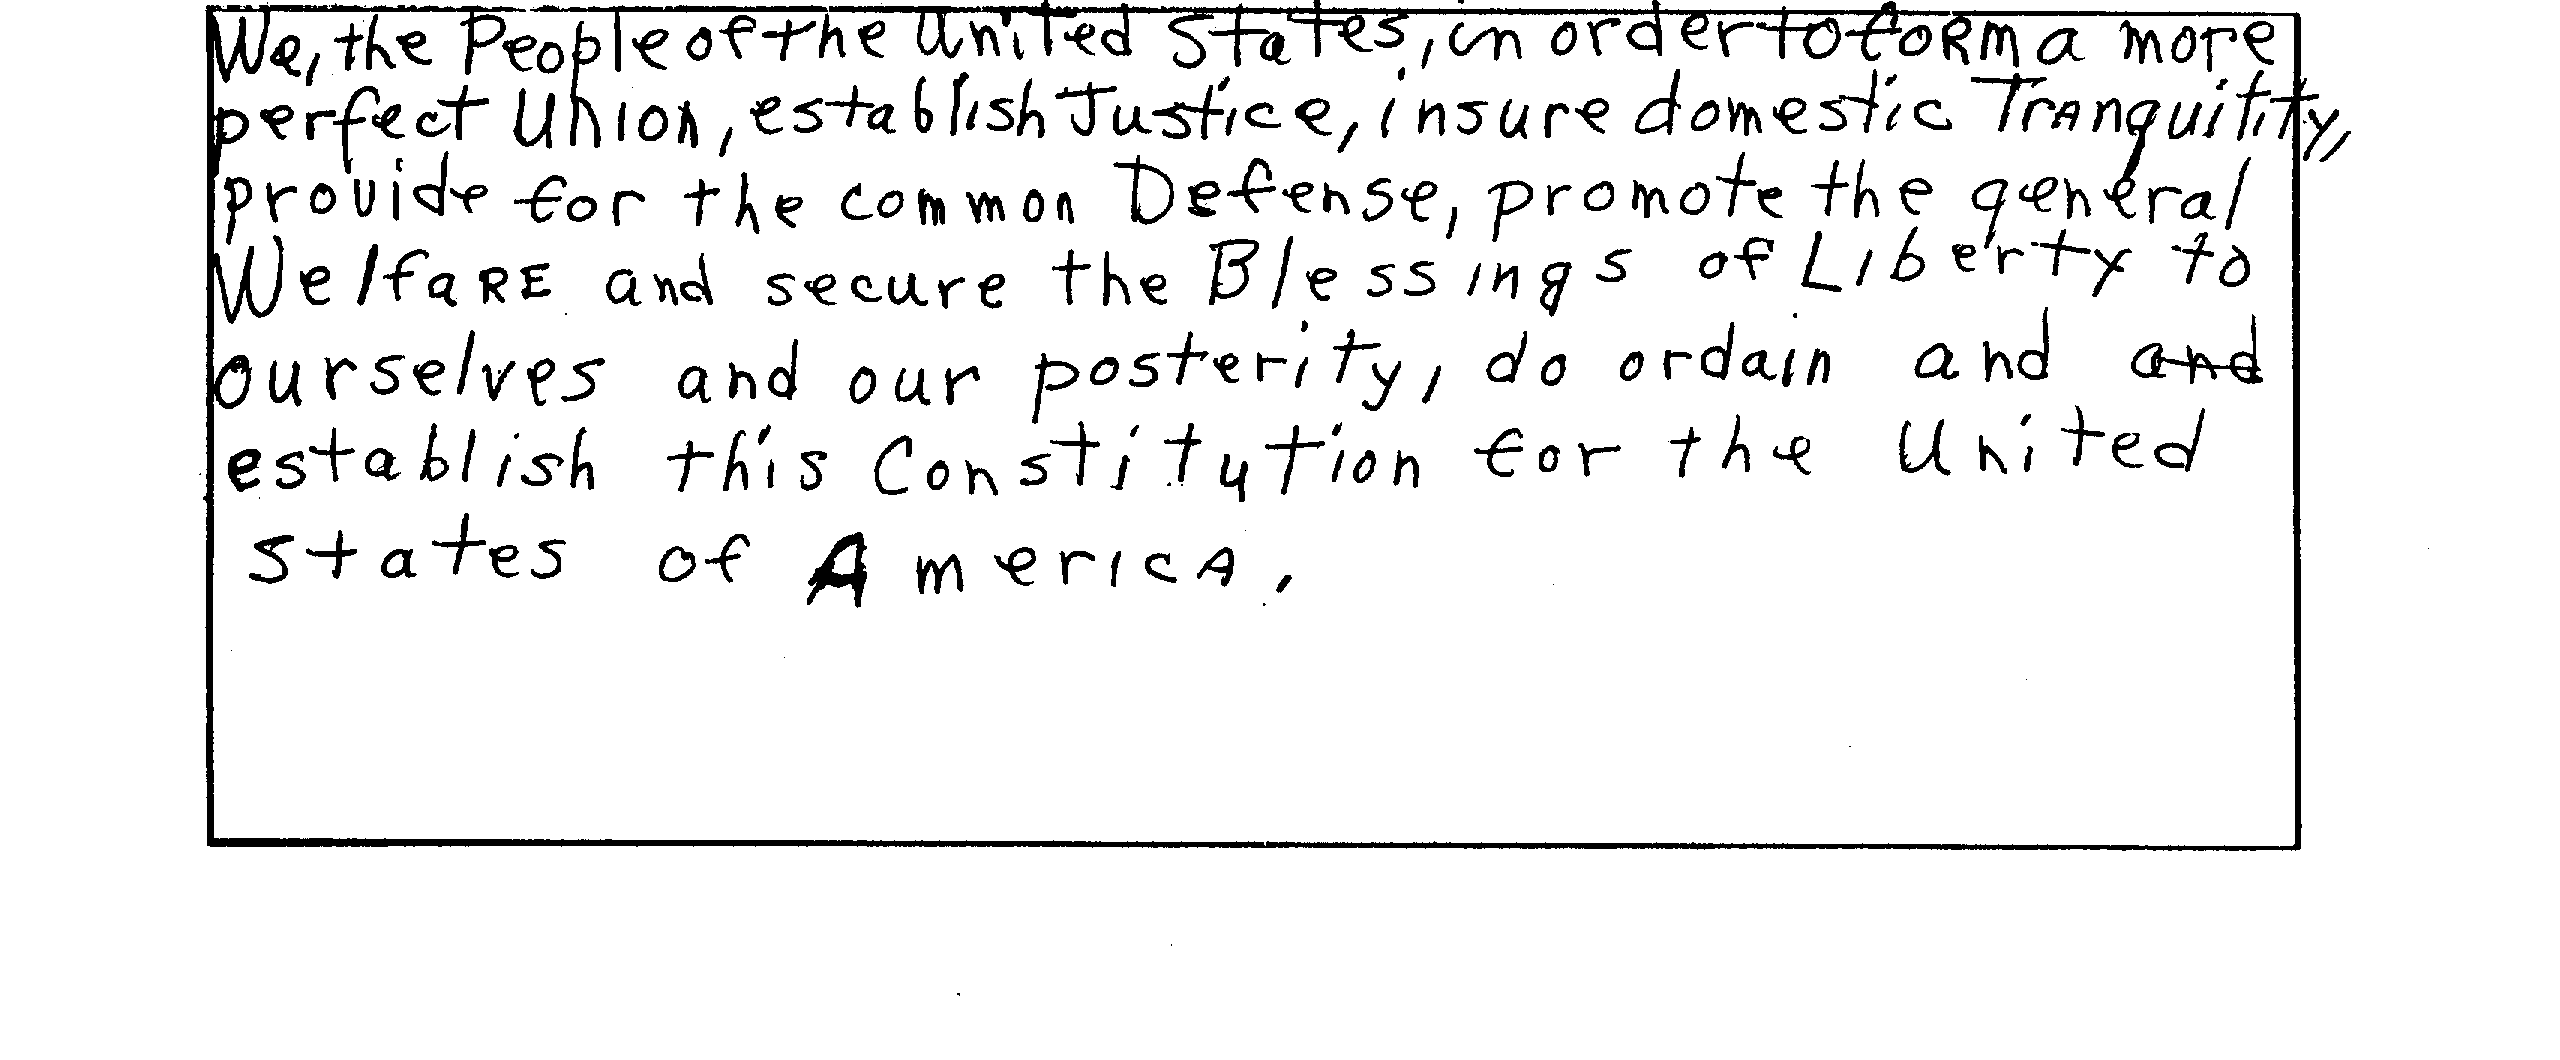 We, the People of the United States, in order to form a more
perfect Union, establish Justice, insure domestic Tranquitity,
provide for the common Defense, promote the general
Welfare and secure the Blessings of Liberty to
ourselves and our posterity, do ordain and and
establish this Constitution for the United
States of America.